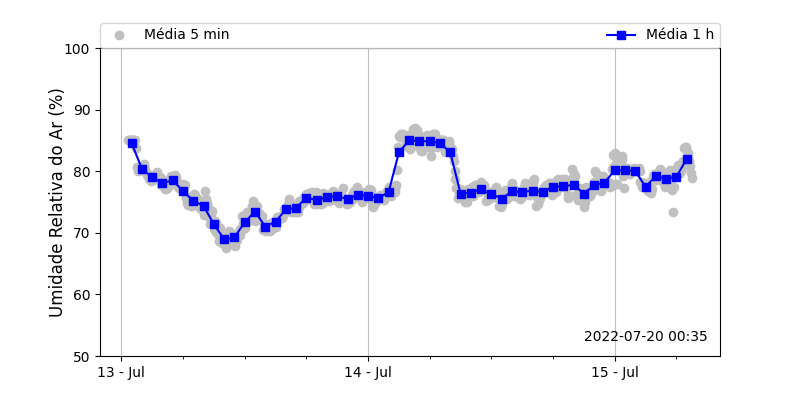 Média 5 min
Média 1 h
Umidade Relativa do Ar (%)
100
90
80
70
60
50
2022-07-20 00:35
13 - Jul
14 - Jul
15 - Jul